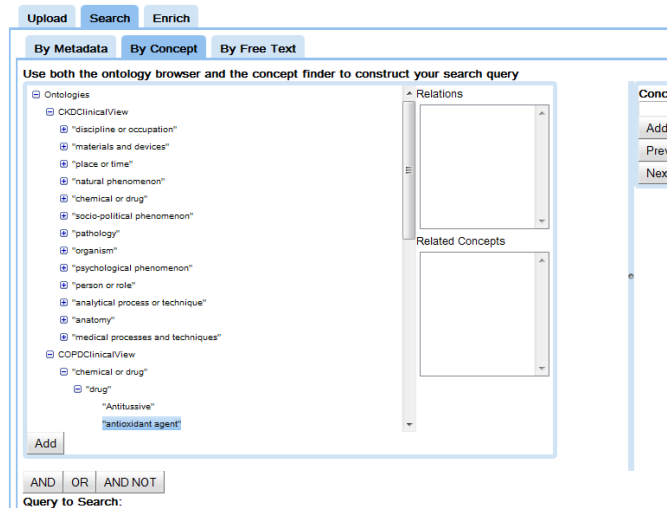 Upload Search Enrich
By Metadata By Concept By Free Text
Use both the ontology browser and the concept finder to construct your search query
Ontologies
CKDClinicalView
"discipline or occupation"
"materials and devices"
"place or time"
"natural phenomenon"
"chemical or drug"
"socio-political phenomenon"
"pathology"
"organism"
"psychological phenomenon"
"person or role"
"analytical process or technique"
"anatomy"
"medical processes and techniques"
COPDClinicalView
"chemical or drug"
"drug"
"Antitussive"
"antioxidant agent"
Add
Relations
Related Concepts
Conc
Add
Prev
Nex
AND OR AND NOT
Query to Search: